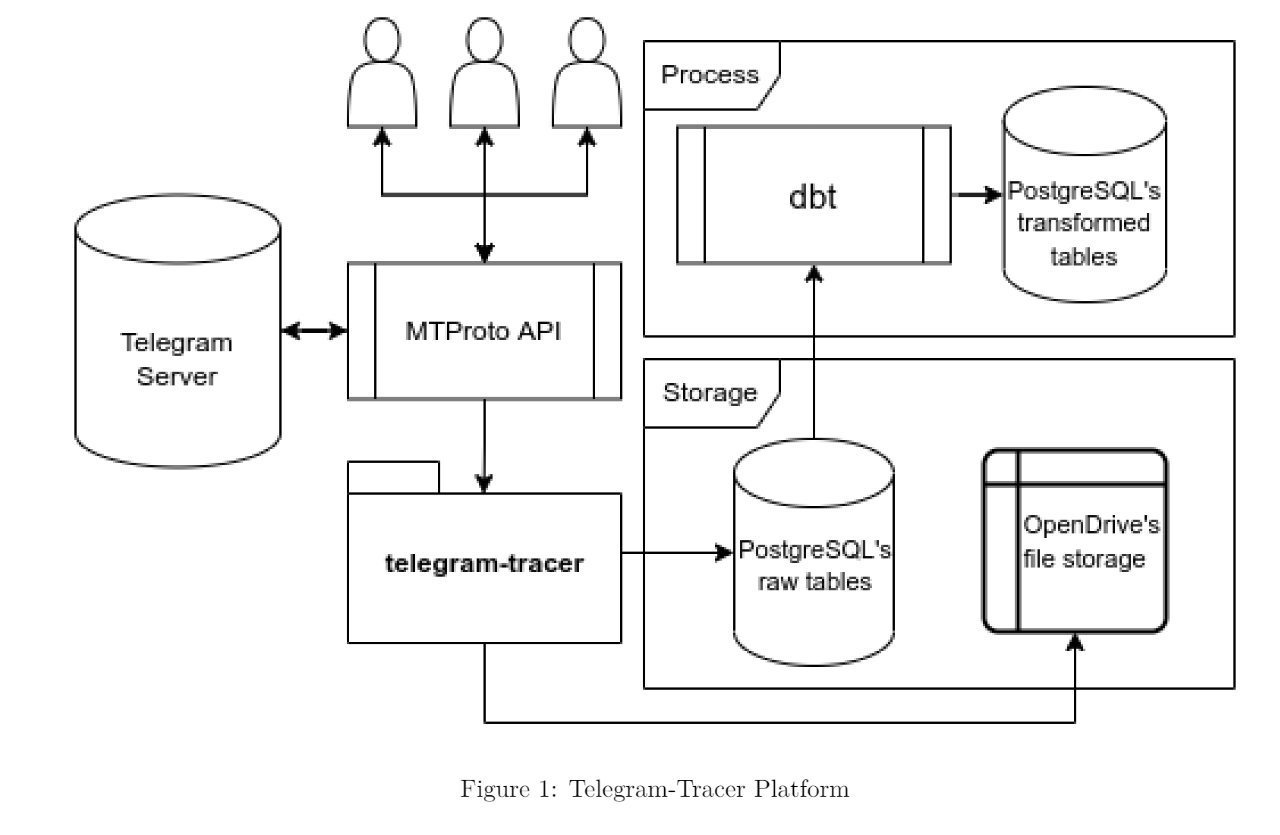 Process
dbt
PostgreSQL's
transformed
tables
Telegram
Server
MTProto API
Storage
telegram-tracer
PostgreSQL's
raw tables
OpenDrive's
file storage
Figure 1: Telegram-Tracer Platform